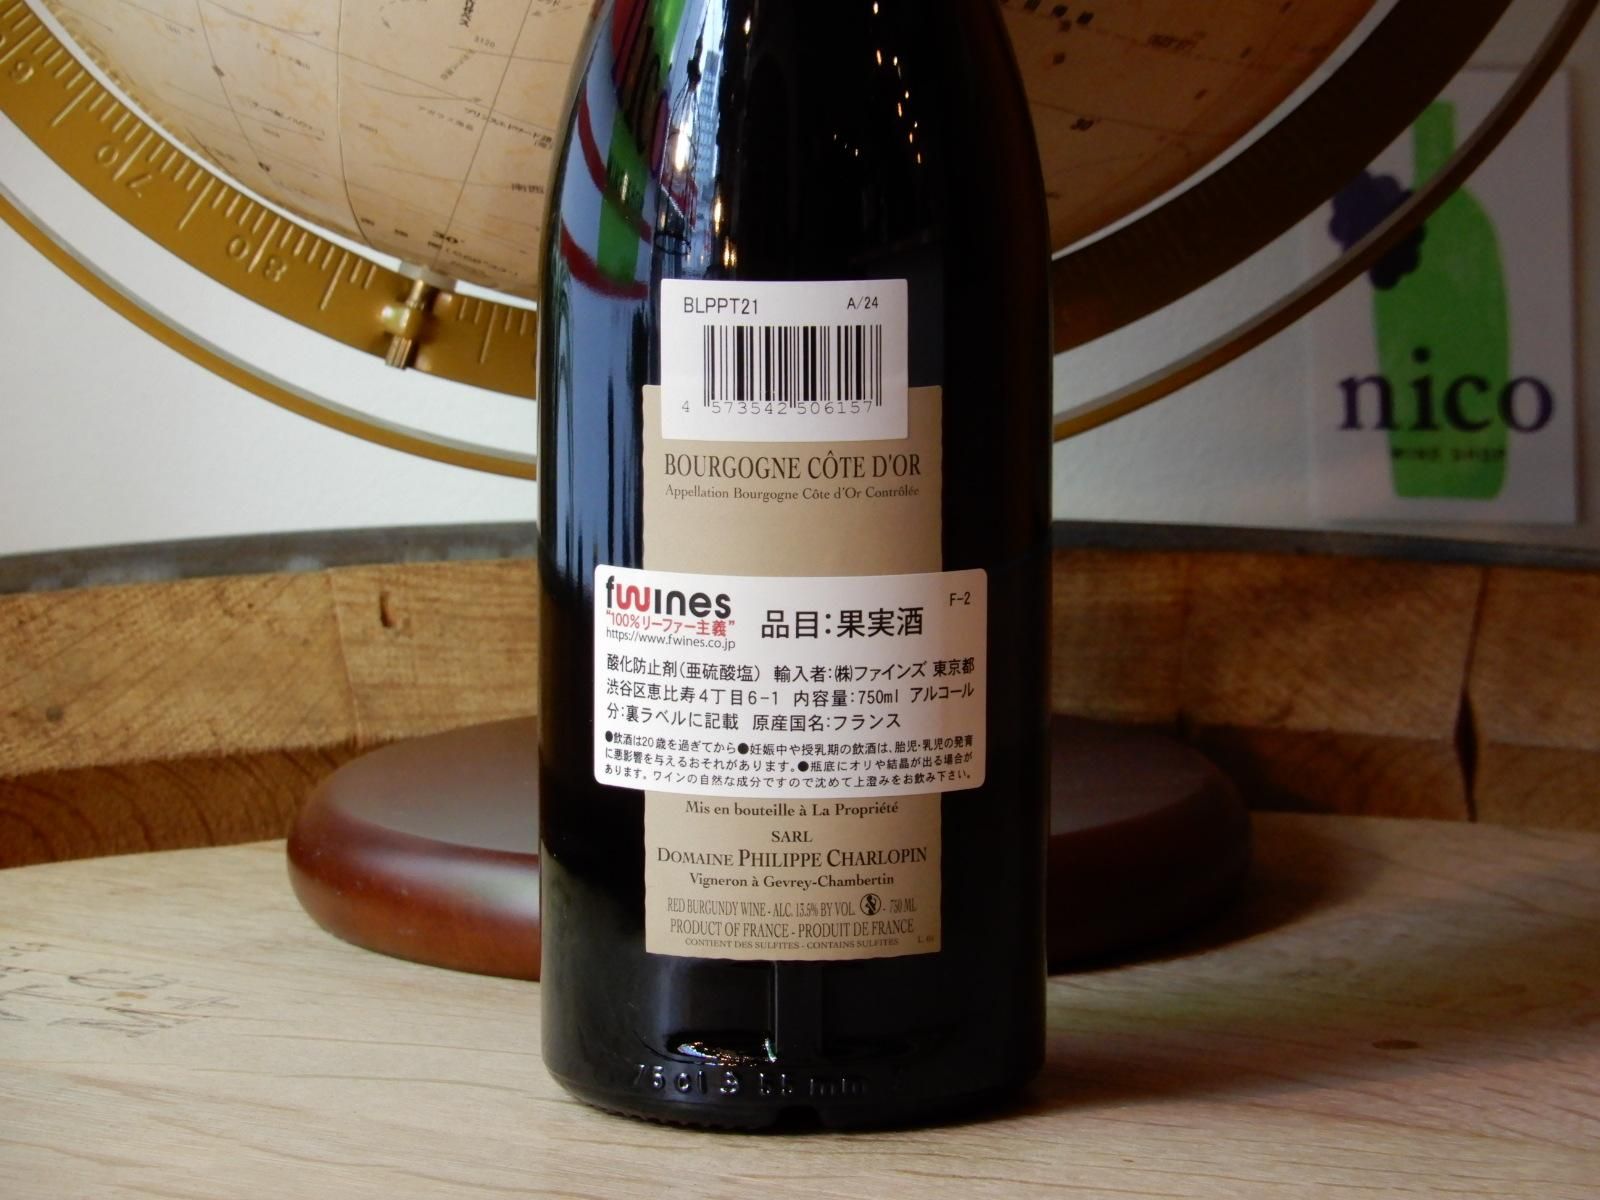 BLPPT21 A/24
4 573542 506157
BOURGOGNE CÔTE D'OR
Appellation Bourgogne Côte d'Or Contrôlée
fwines
"100%リーファー主義"
https://www.fwines.co.jp
品目:果実酒
F-2
酸化防止剤(亜硫酸塩) 輸入者:㈱ファインズ 東京都
渋谷区恵比寿4丁目6-1 内容量:750ml アルコール
分:裏ラベルに記載 原産国名:フランス
●飲酒は20歳を過ぎてから●妊娠中や授乳期の飲酒は、胎児・乳児の発育
に悪影響を与えるおそれがあります。●瓶底にオリや結晶が出る場合が
あります。ワインの自然な成分ですので沈めて上澄みをお飲み下さい。
Mis en bouteille à La Propriété
SARL
DOMAINE PHILIPPE CHARLOPIN
Vigneron à Gevrey-Chambertin
RED BURGUNDY WINE - ALC. 13.5% BY VOL. - 750 ML
PRODUCT OF FRANCE - PRODUIT DE FRANCE
CONTIENT DES SULFITES - CONTAINS SULFITES
75 cl
nico
WINE SHOP